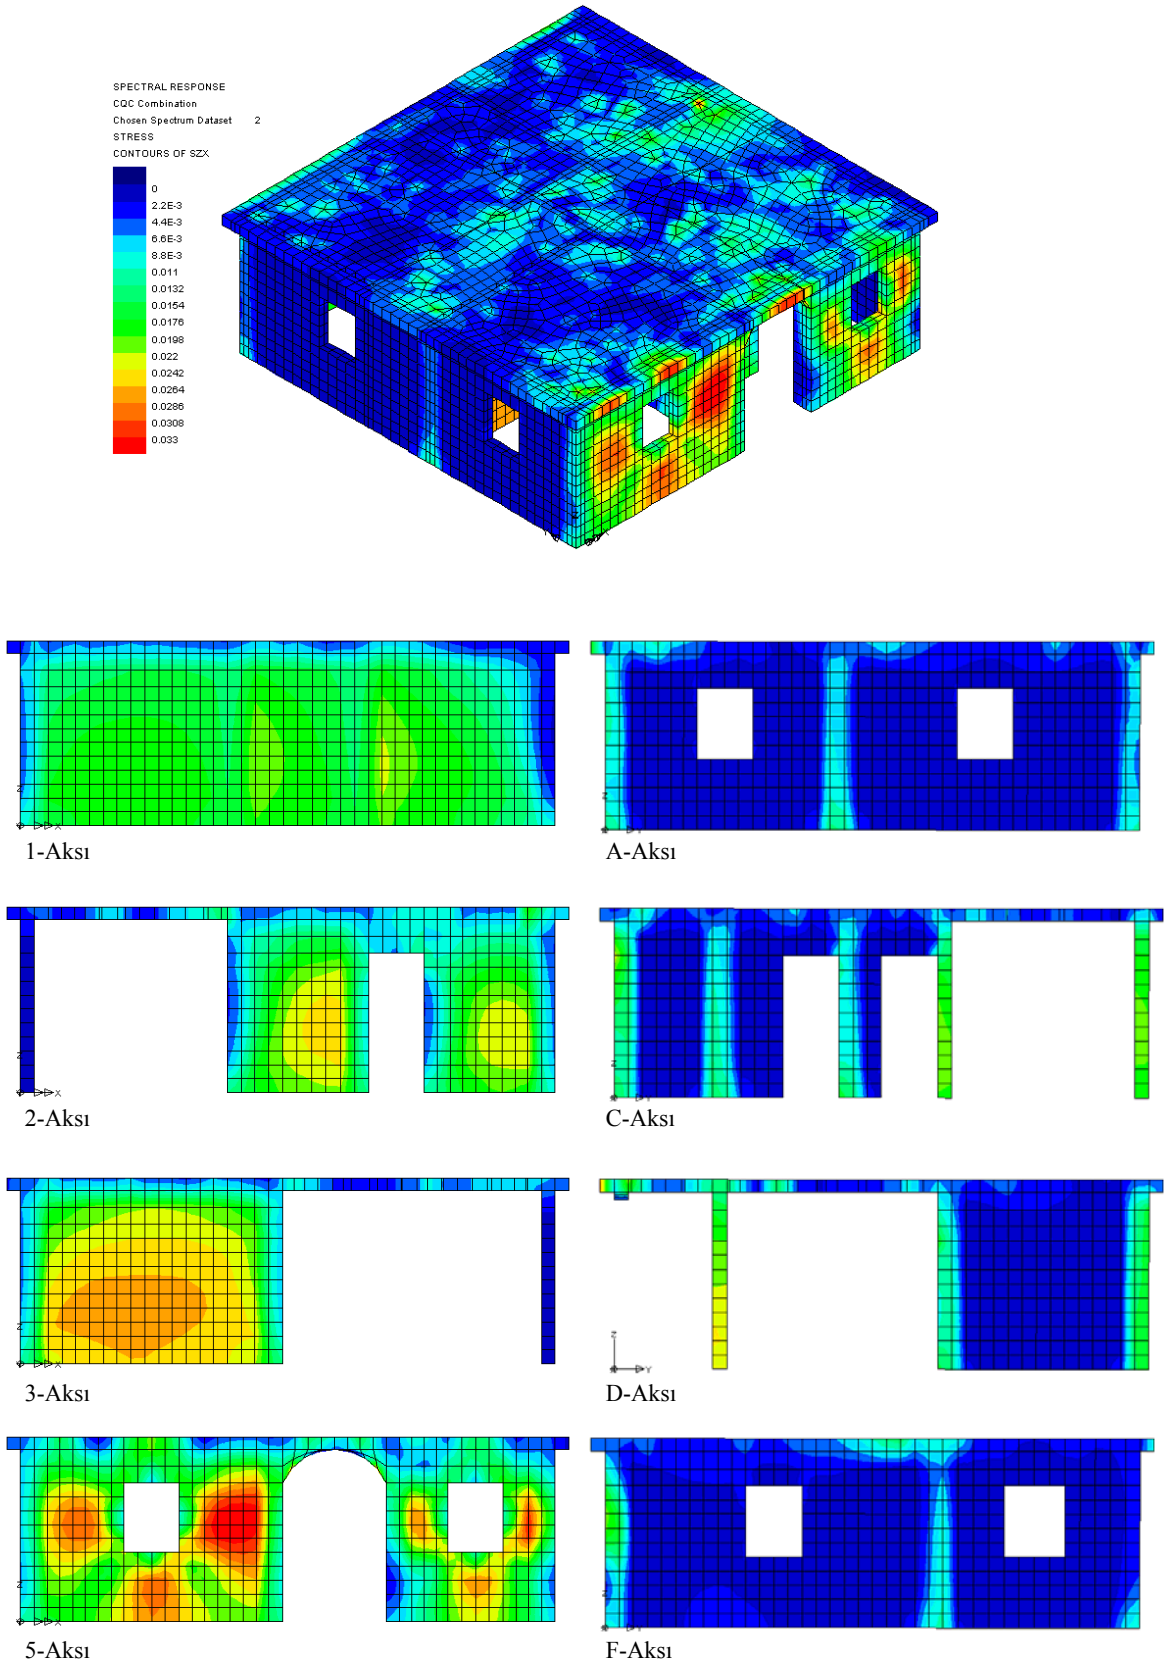 SPECTRAL RESPONSE
CQC Combination
Chosen Spectrum Dataset 2
STRESS
CONTOURS OF SZX
0
2.2E-3
4.4E-3
6.6E-3
8.8E-3
0.011
0.0132
0.0154
0.0176
0.0198
0.022
0.0242
0.0264
0.0286
0.0308
0.033
1-Aksı
A-Aksı
2-Aksı
C-Aksı
3-Aksı
D-Aksı
5-Aksı
F-Aksı